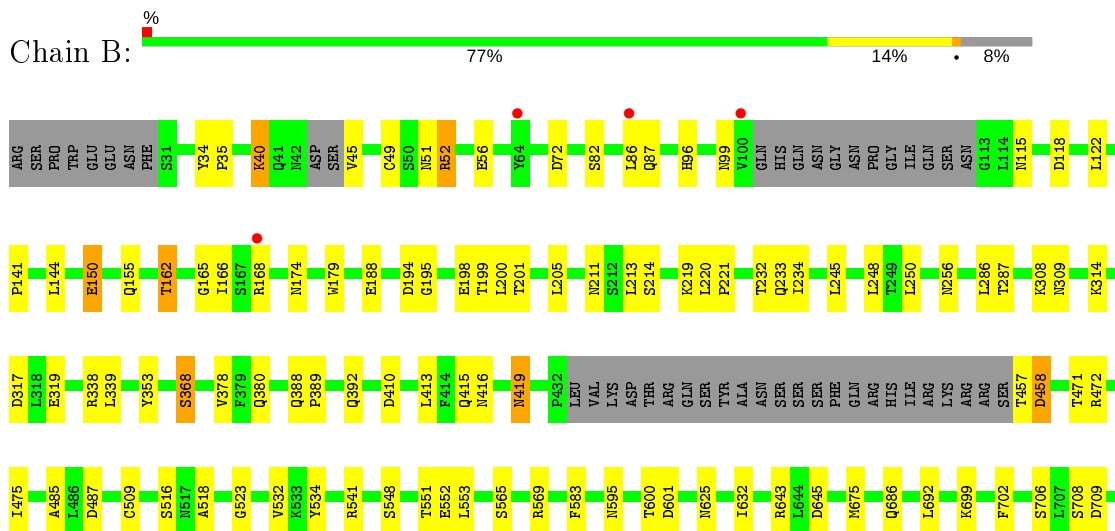 %
Chain B:
77% 14% • 8%
ARG SER PRO TRP GLU GLU ASN PHE S31 Y34 P35 K40 Q41 N42 ASP SER V45 C49 S50 N51 R52 E56 Y64 D72 S82 L86 Q87 H96 N99 V100 GLN HIS GLN ASN GLY ASN PRO GLY ILE GLN SER ASN G113 L114 N115 D118 L122
P141 L144 E150 Q155 T162 G165 I166 S167 R168 N174 W179 E188 D194 G195 E198 T199 L200 T201 L205 N211 S212 L213 S214 K219 L220 P221 T232 Q233 I234 L245 L248 T249 L250 N256 L286 T287 K308 N309 K314
D317 L318 E319 R338 L339 Y353 S368 V378 F379 Q380 Q388 P389 Q392 D410 L413 F414 Q415 N416 N419 P432 LEU VAL LYS ASP THR ARG GLN SER TYR ALA ASN SER SER SER PHE GLN ARG HIS ILE ARG LYS ARG ARG SER T457 D458 T471 R472
I475 A485 L486 D487 C509 S516 N517 A518 G523 V532 K533 Y534 R541 S548 T551 E552 L553 S565 R569 F583 N595 T600 D601 N625 I632 R643 L644 D645 M675 Q686 L692 K699 F702 S706 L707 S708 D709